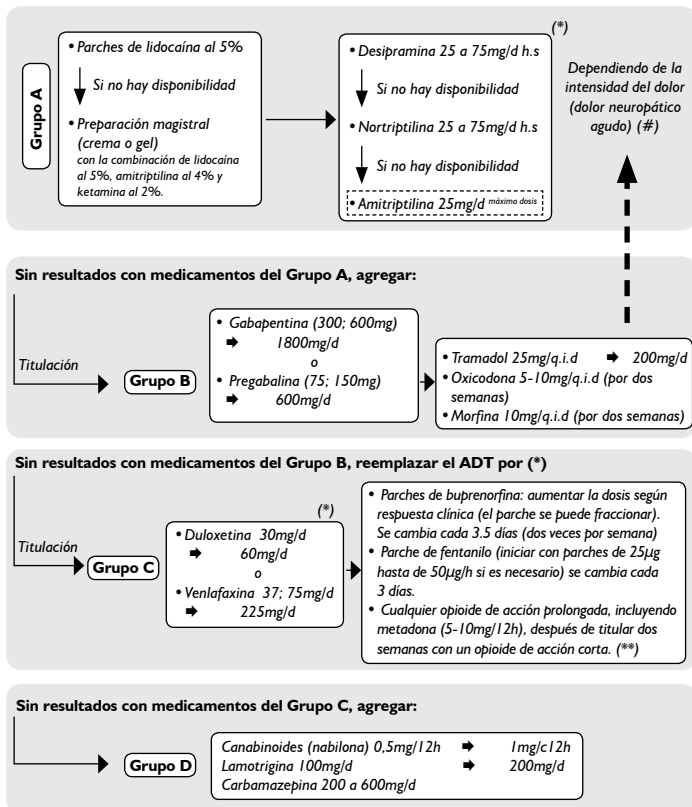 Grupo A
• Parches de lidocaína al 5%
Si no hay disponibilidad
• Preparación magistral
(crema o gel)
con la combinación de lidocaína
al 5%, amitriptilina al 4% y
ketamina al 2%.
(*)
• Desipramina 25 a 75mg/d h.s
Si no hay disponibilidad
• Nortriptilina 25 a 75mg/d h.s
Si no hay disponibilidad
• Amitriptilina 25mg/d máxima dosis
Dependiendo de la
intensidad del dolor
(dolor neuropático
agudo) (#)
Sin resultados con medicamentos del Grupo A, agregar:
Titulación
Grupo B
• Gabapentina (300; 600mg)
➡ 1800mg/d
o
• Pregabalina (75; 150mg)
➡ 600mg/d
• Tramadol 25mg/q.i.d ➡ 200mg/d
• Oxicodona 5-10mg/q.i.d (por dos
semanas)
• Morfina 10mg/q.i.d (por dos semanas)
Sin resultados con medicamentos del Grupo B, reemplazar el ADT por (*)
Titulación
Grupo C
(*)
• Duloxetina 30mg/d
➡ 60mg/d
o
• Venlafaxina 37; 75mg/d
➡ 225mg/d
• Parches de buprenorfina: aumentar la dosis según
respuesta clínica (el parche se puede fraccionar).
Se cambia cada 3.5 días (dos veces por semana)
• Parche de fentanilo (iniciar con parches de 25µg
hasta de 50µg/h si es necesario) se cambia cada
3 días.
• Cualquier opioide de acción prolongada, incluyendo
metadona (5-10mg/12h), después de titular dos
semanas con un opioide de acción corta. (**)
Sin resultados con medicamentos del Grupo C, agregar:
Grupo D
Canabinoides (nabilona) 0,5mg/12h ➡ 1mg/c12h
Lamotrigina 100mg/d ➡ 200mg/d
Carbamazepina 200 a 600mg/d